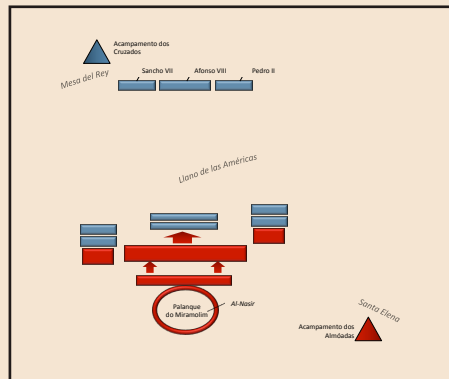 Acampamento dos
Cruzados
Mesa del Rey
Sancho VII
Afonso VIII
Pedro II
Llano de las Américas
Palanque
do Miramolim
Al-Nasir
Santa Elena
Acampamento dos
Almóadas